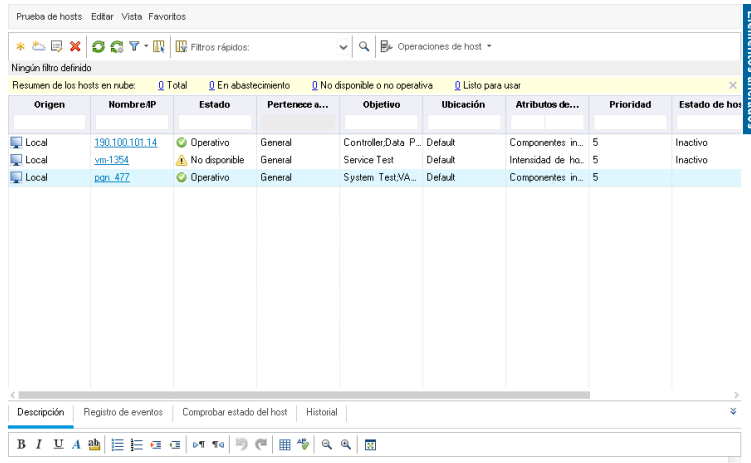 Prueba de hosts Editar Vista Favoritos
Filtros rápidos: Operaciones de host
Ningún filtro definido
Resumen de los hosts en nube: 0 Total 0 En abastecimiento 0 No disponible o no operativa 0 Listo para usar
Origen Nombre/IP Estado Pertenece a... Objetivo Ubicación Atributos de... Prioridad Estado de hos
Local 190.100.101.14 Operativo General Controller;Data P... Default Componentes in... 5 Inactivo
Local vm-1354 No disponible General Service Test Default Intensidad de ho... 5 Inactivo
Local pgn_477 Operativo General System Test;VA... Default Componentes in... 5
Descripción Registro de eventos Comprobar estado del host Historial
B I U A ab